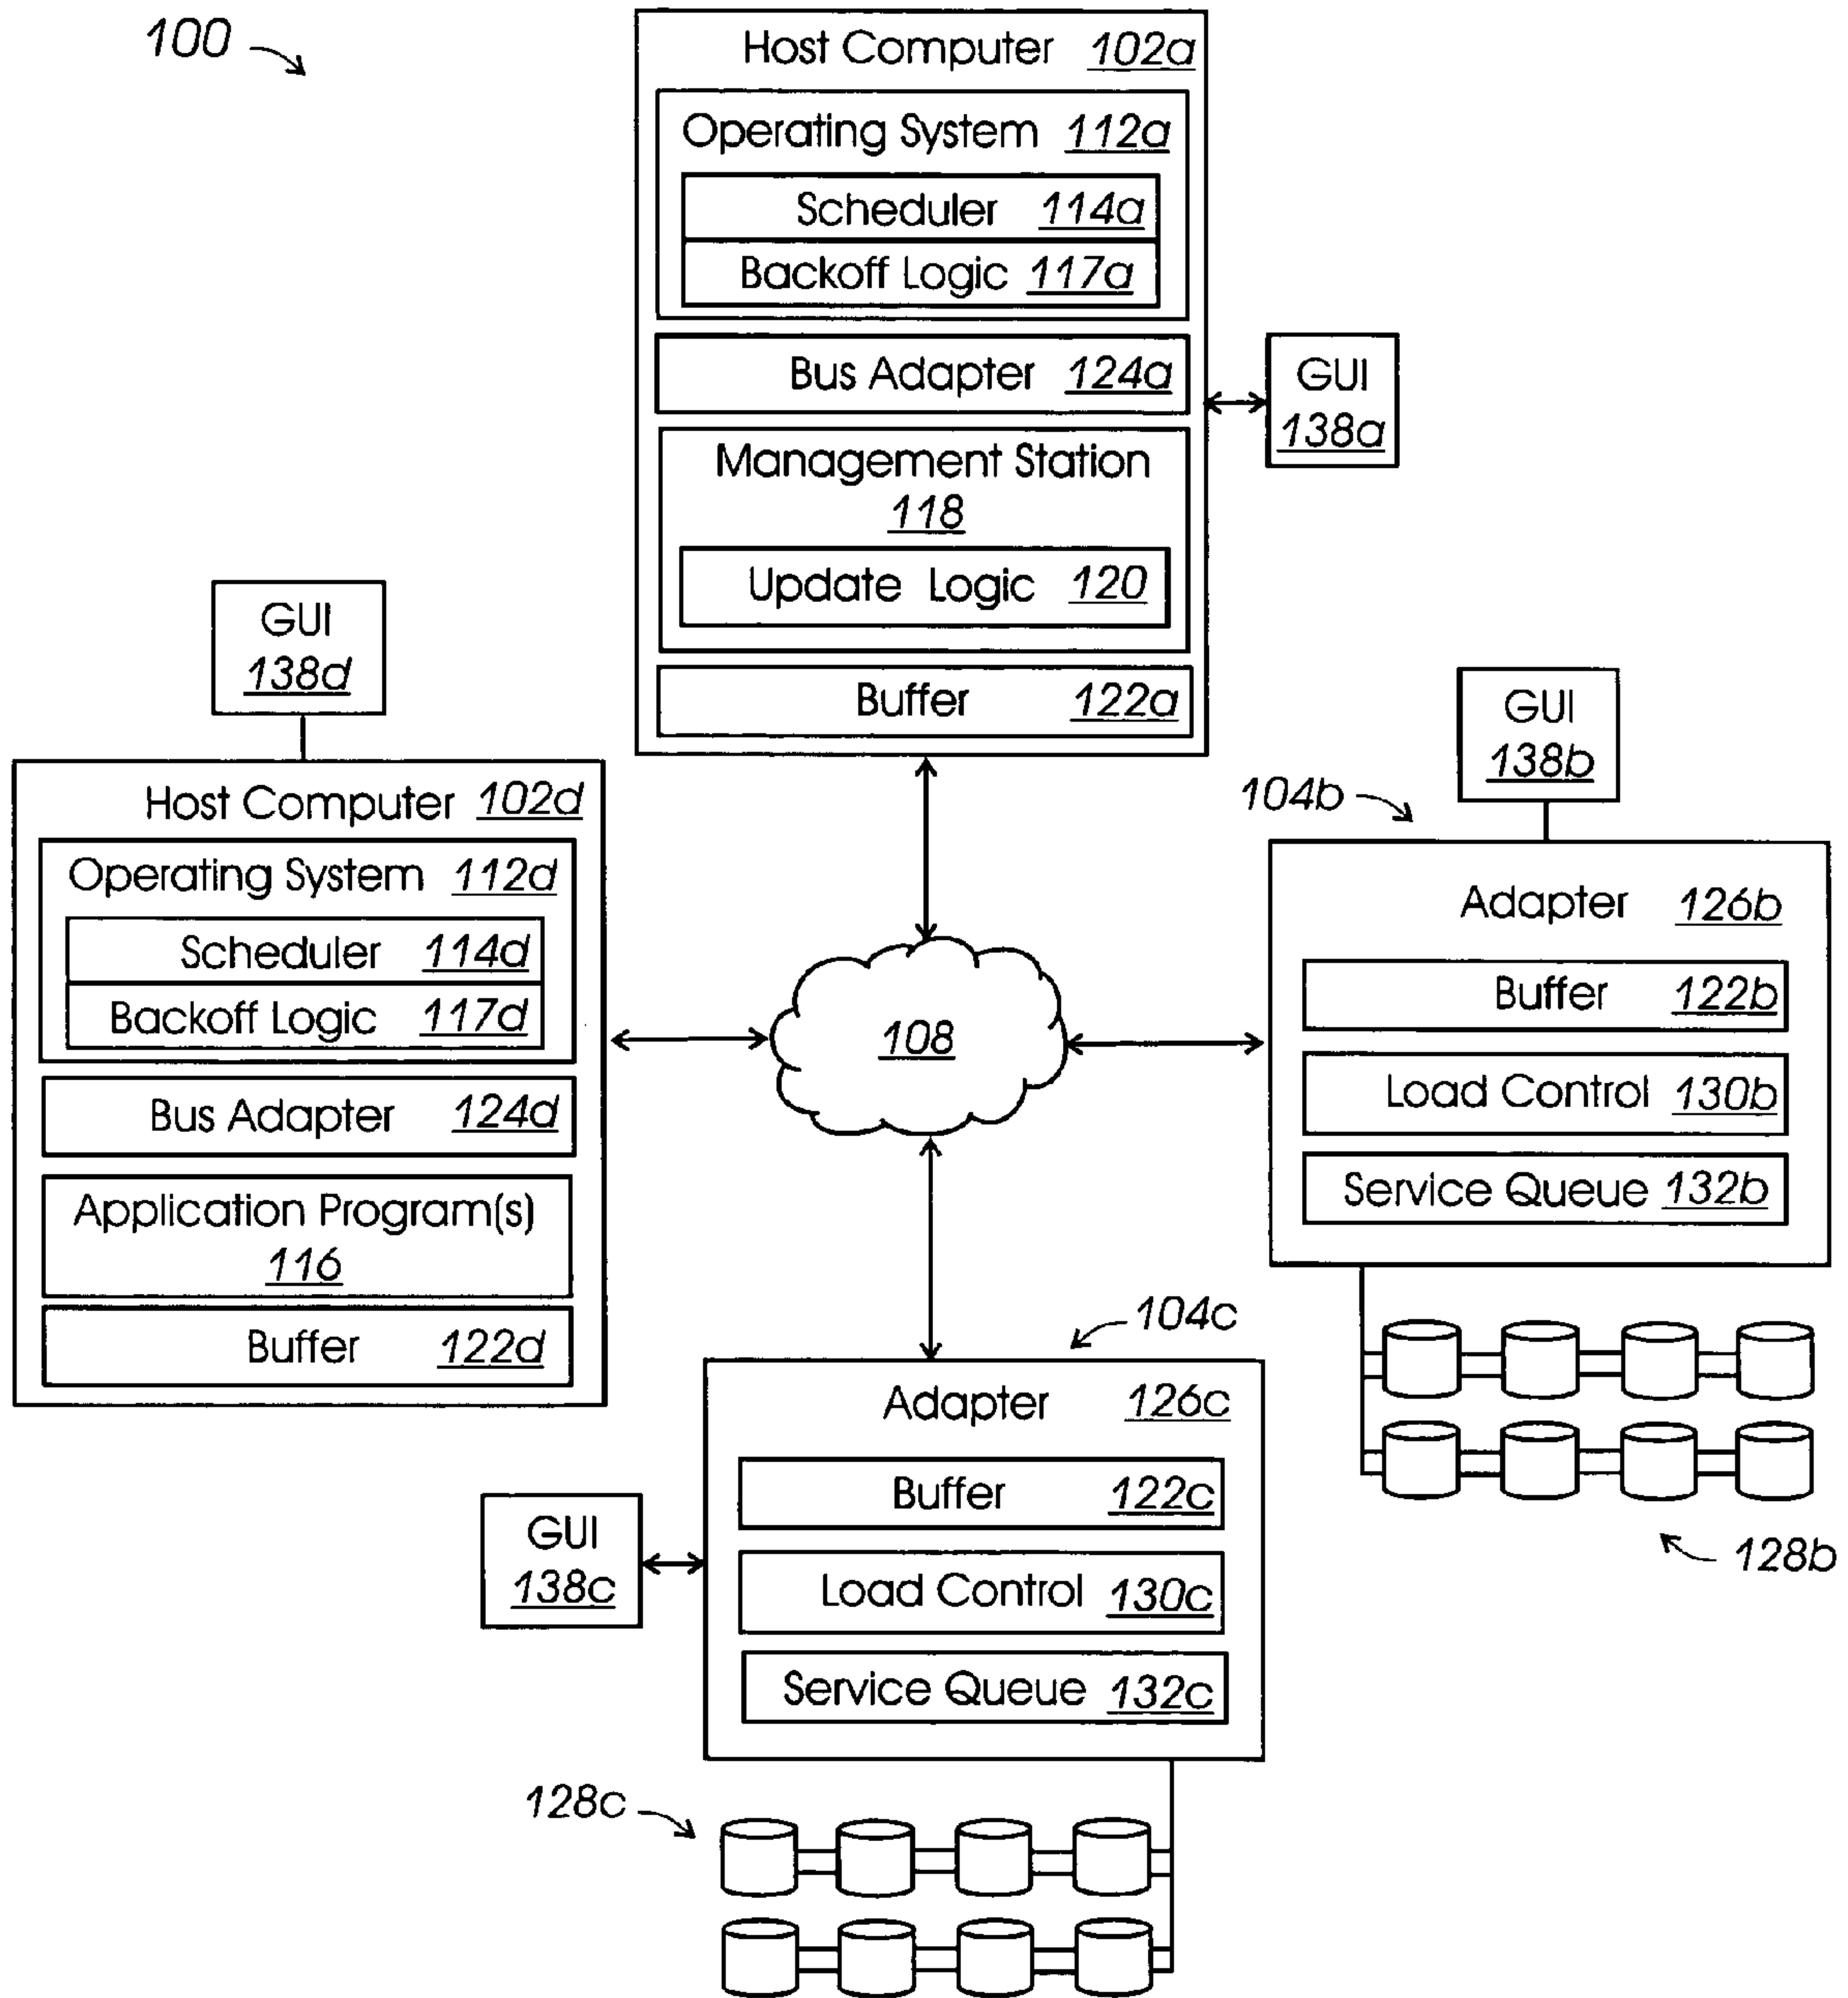 100
Host Computer 102a
Operating System 112a
Scheduler 114a
Backoff Logic 117a
Bus Adapter 124a
Management Station
118
Update Logic 120
Buffer 122a
GUI
138a
GUI
138d
Host Computer 102d
Operating System 112d
Scheduler 114d
Backoff Logic 117d
Bus Adapter 124d
Application Program(s)
116
Buffer 122d
108
GUI
138b
104b
Adapter 126b
Buffer 122b
Load Control 130b
Service Queue 132b
128b
104c
Adapter 126c
Buffer 122c
Load Control 130c
Service Queue 132c
GUI
138c
128c